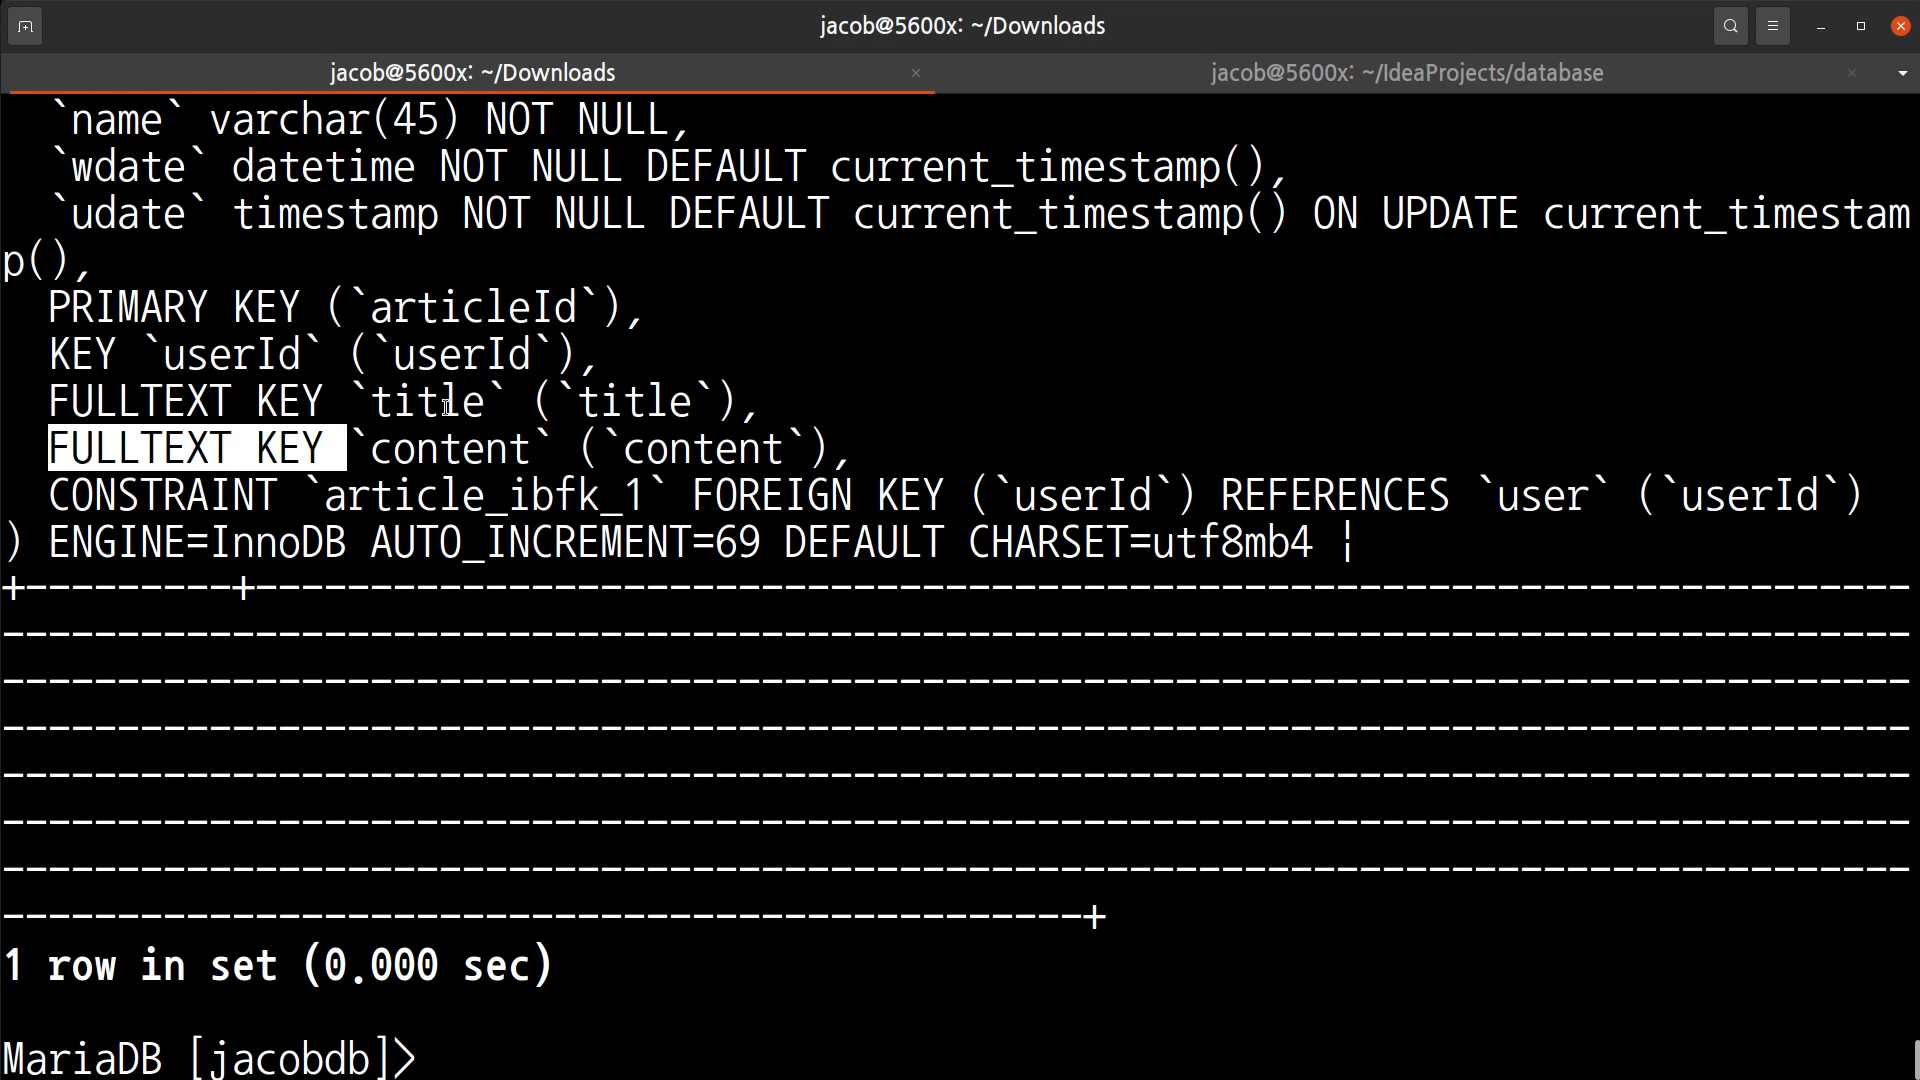 jacob@5600x: ~/Downloads
jacob@5600x: ~/Downloads
jacob@5600x: ~/IdeaProjects/database
`name` varchar(45) NOT NULL,
`wdate` datetime NOT NULL DEFAULT current_timestamp(),
`udate` timestamp NOT NULL DEFAULT current_timestamp() ON UPDATE current_timestam
p(),
PRIMARY KEY (`articleId`),
KEY `userId` (`userId`),
FULLTEXT KEY `title` (`title`),
FULLTEXT KEY `content` (`content`),
CONSTRAINT `article_ibfk_1` FOREIGN KEY (`userId`) REFERENCES `user` (`userId`)
) ENGINE=InnoDB AUTO_INCREMENT=69 DEFAULT CHARSET=utf8mb4 |
+---------+------------------------------------------------------------------------
-----------------------------------------------------------------------------------
-----------------------------------------------------------------------------------
-----------------------------------------------------------------------------------
-----------------------------------------------------------------------------------
-----------------------------------------------------------------------------------
-----------------------------------------------------------------------------------
-----------------------------------------------+
1 row in set (0.000 sec)
MariaDB [jacobdb]>